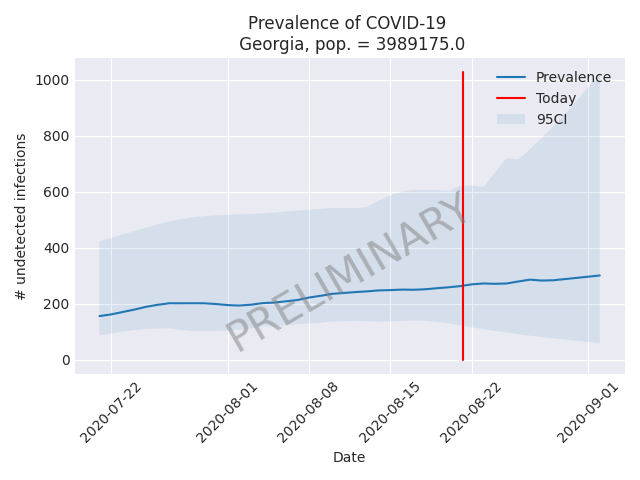 Prevalence of COVID-19
Georgia, pop. = 3989175.0
1000
800
600
400
200
0
# undetected infections
Prevalence
Today
95CI
PRELIMINARY
2020-07-22
2020-08-01
2020-08-08
2020-08-15
2020-08-22
2020-09-01
Date